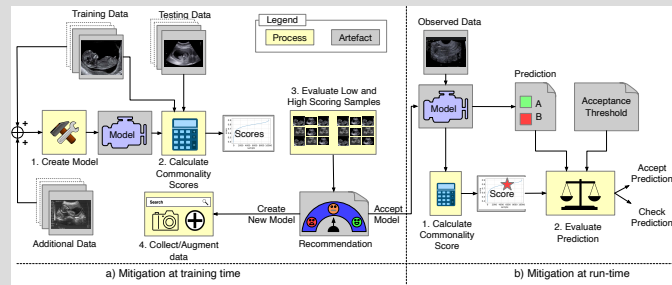 Training Data
Testing Data
Legend
Process
Artefact
+
+
Model
1. Create Model
2. Calculate
Commonality
Scores
Scores
3. Evaluate Low and
High Scoring Samples
Additional Data
Search
4. Collect/Augment
data
Create
New Model
Recommendation
Accept
Model
a) Mitigation at training time
Observed Data
Model
Prediction
A
B
Acceptance
Threshold
1. Calculate
Commonality
Score
Score
2. Evaluate
Prediction
Accept
Prediction
Check
Prediction
b) Mitigation at run-time